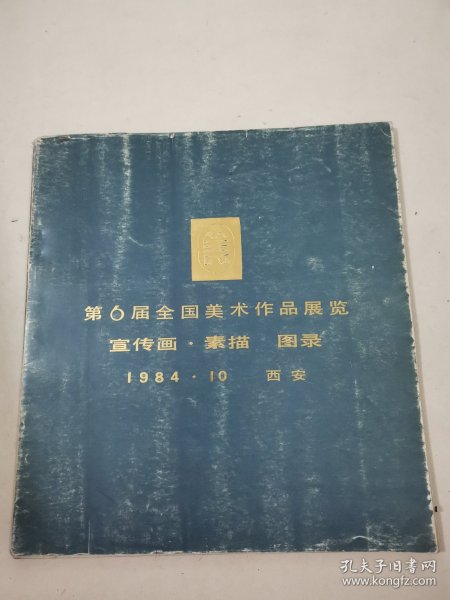 第6届全国美术作品展览
宣传画·素描 图录
1984·10 西安
孔夫子旧书网
www.kongfz.com